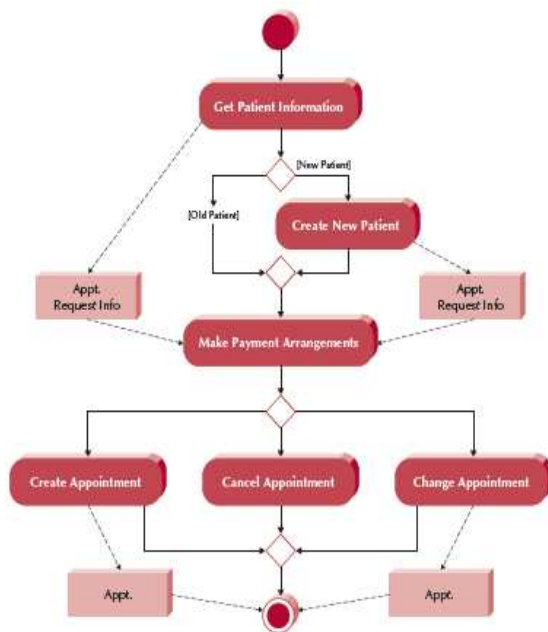 Get Patient Information
[New Patient]
[Old Patient]
Create New Patient
Appt.
Request Info
Appt.
Request Info
Make Payment Arrangements
Create Appointment
Cancel Appointment
Change Appointment
Appt.
Appt.